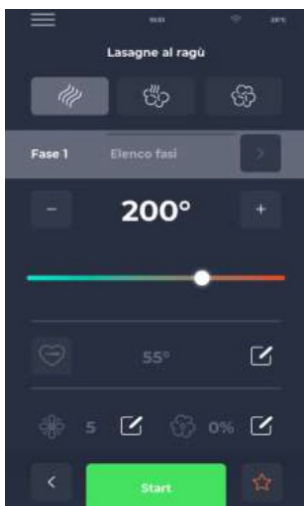 Lasagne al ragù
Fase 1 Elenco fasi >
- 200° +
55°
5 0%
< Start